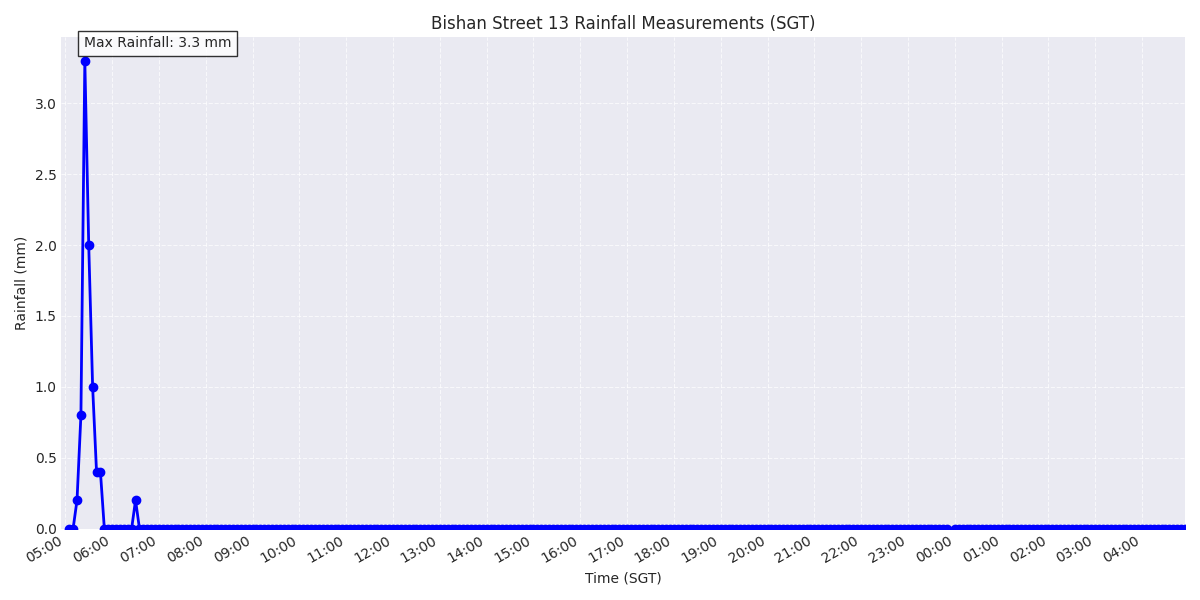 Bishan Street 13 Rainfall Measurements (SGT)
Max Rainfall: 3.3 mm
Rainfall (mm)
3.0
2.5
2.0
1.5
1.0
0.5
0.0
05:00 06:00 07:00 08:00 09:00 10:00 11:00 12:00 13:00 14:00 15:00 16:00 17:00 18:00 19:00 20:00 21:00 22:00 23:00 00:00 01:00 02:00 03:00 04:00
Time (SGT)